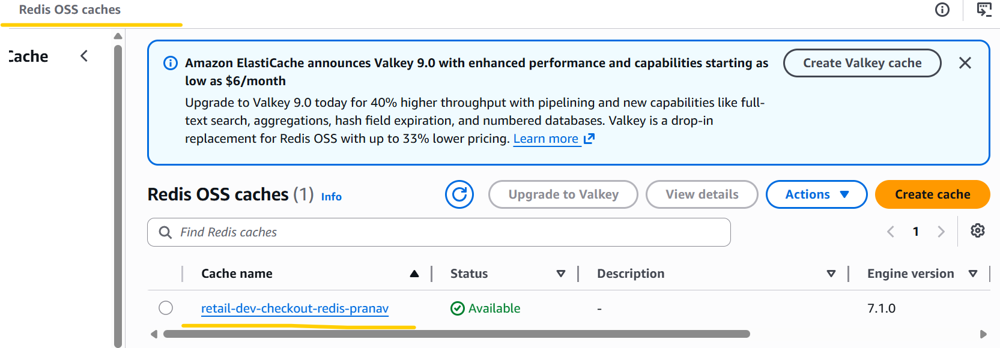 Redis OSS caches
Cache
Amazon ElastiCache announces Valkey 9.0 with enhanced performance and capabilities starting as
low as $6/month
Create Valkey cache
Upgrade to Valkey 9.0 today for 40% higher throughput with pipelining and new capabilities like full-
text search, aggregations, hash field expiration, and numbered databases. Valkey is a drop-in
replacement for Redis OSS with up to 33% lower pricing. Learn more
Redis OSS caches (1) Info
Upgrade to Valkey
View details
Actions
Create cache
Find Redis caches
1
Cache name Status Description Engine version
retail-dev-checkout-redis-pranav Available - 7.1.0